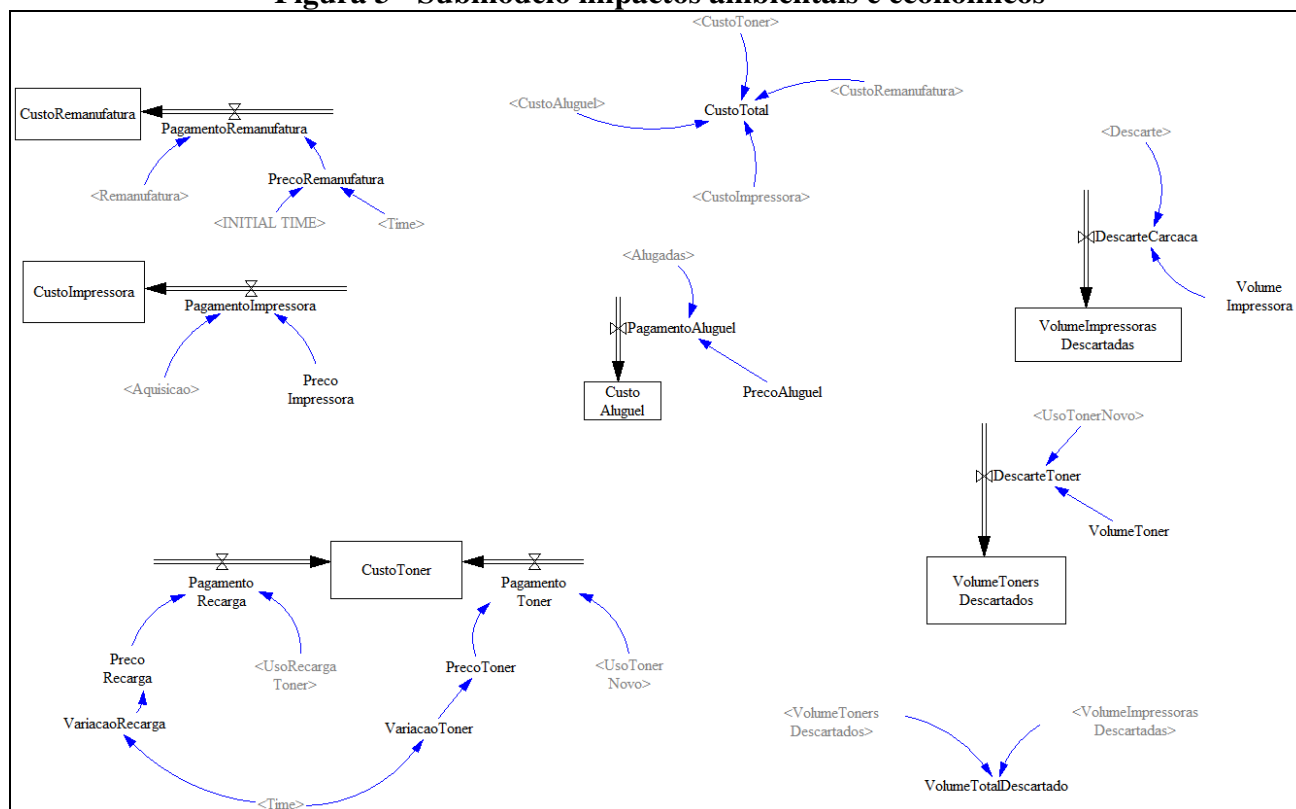 Figura 3 - Submodelo impactos ambientais e econômicos
<CustoToner>
<CustoAluguel>
<CustoRemanufatura>
CustoTotal
<CustoImpressora>
CustoRemanufatura
PagamentoRemanufatura
<Remanufatura>
PrecoRemanufatura
<INITIAL TIME>
<Time>
<Descarte>
DescarteCarcaca
Volume
Impressora
VolumeImpressoras
Descartadas
CustoImpressora
PagamentoImpressora
<Aquisicao>
Preco
Impressora
<Alugadas>
PagamentoAluguel
Custo
Aluguel
PrecoAluguel
<UsoTonerNovo>
DescarteToner
VolumeToner
VolumeToners
Descartados
CustoToner
Pagamento
Recarga
Pagamento
Toner
Preco
Recarga
<UsoRecarga
Toner>
PrecoToner
<UsoToner
Novo>
VariacaoRecarga
VariacaoToner
<Time>
<VolumeToners
Descartados>
<VolumeImpressoras
Descartadas>
VolumeTotalDescartado